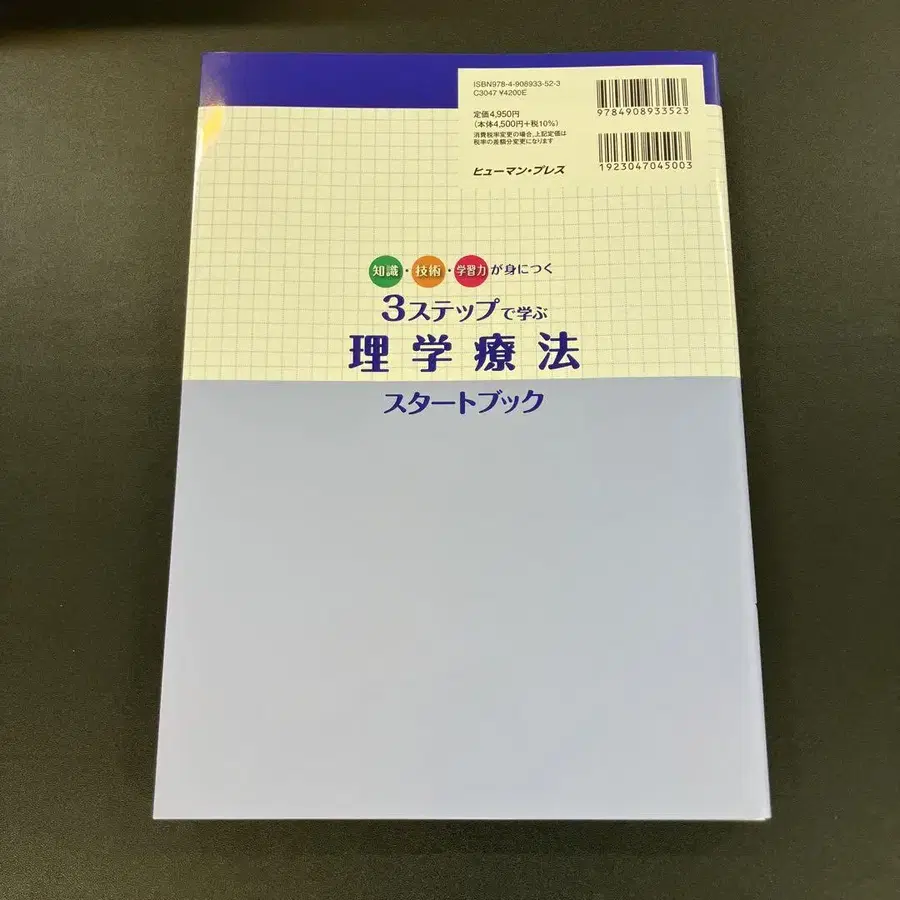 ISBN978-4-908933-52-3
C3047 ¥4200E
定価4,950円
(本体4,500円+税10%)
消費税率変更の場合、上記定価は
税率の差額分変更になります
ヒューマン・プレス
9784908933523
1923047045003
知識・技術・学習力が身につく
3ステップで学ぶ
理学療法
スタートブック